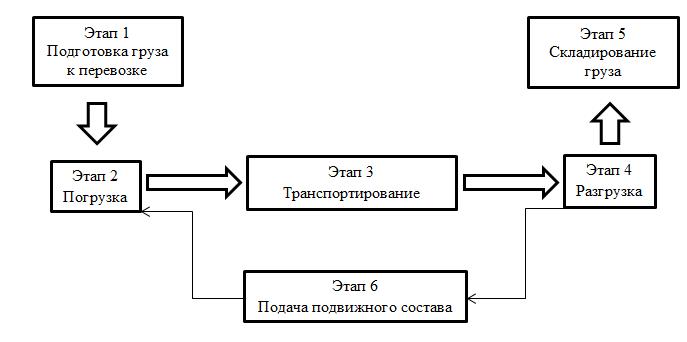 Этап 1
Подготовка груза
к перевозке
Этап 5
Складирование
груза
Этап 2
Погрузка
Этап 3
Транспортирование
Этап 4
Разгрузка
Этап 6
Подача подвижного состава